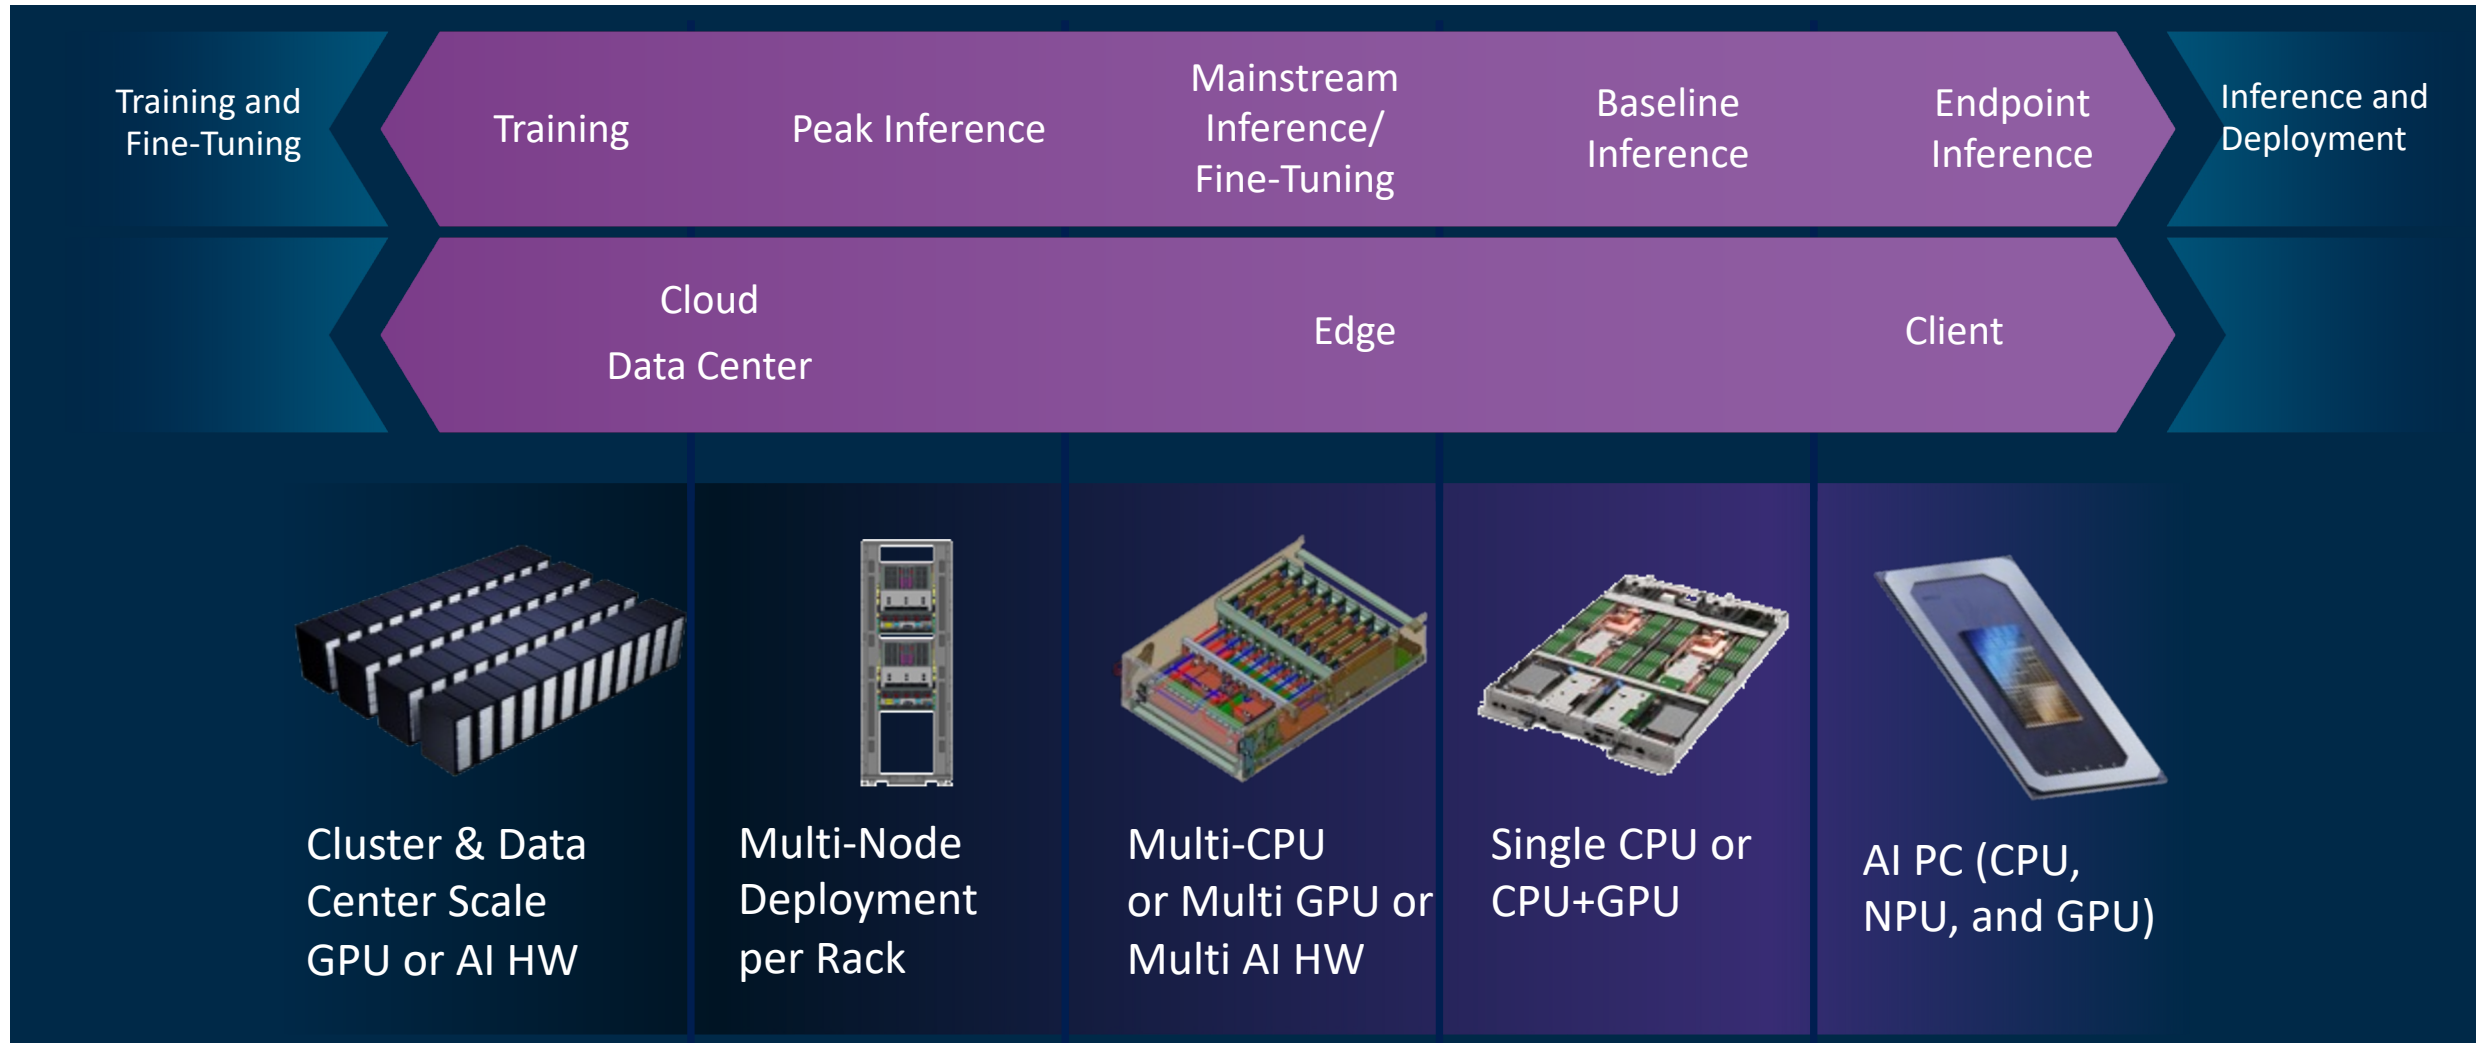 Training and
Fine-Tuning
Training
Peak Inference
Mainstream
Inference/
Fine-Tuning
Baseline
Inference
Endpoint
Inference
Inference and
Deployment
Cloud
Data Center
Edge
Client
Cluster & Data
Center Scale
GPU or AI HW
Multi-Node
Deployment
per Rack
Multi-CPU
or Multi GPU or
Multi AI HW
Single CPU or
CPU+GPU
AI PC (CPU,
NPU, and GPU)